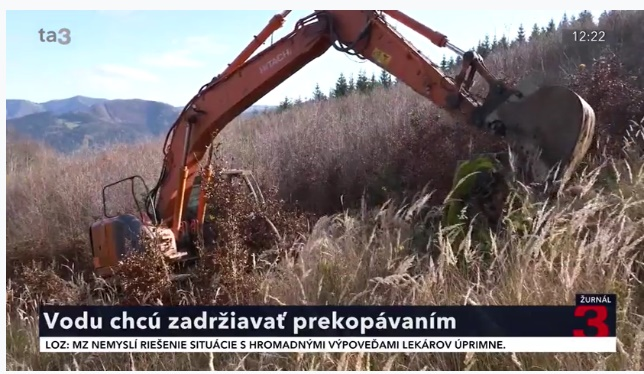 ta3
12:22
HITACHI
ŽURNÁL
3
Vodu chcú zadržiavať prekopávaním
LOZ: MZ NEMYSLÍ RIEŠENIE SITUÁCIE S HROMADNÝMI VÝPOVEĎAMI LEKÁROV ÚPRIMNE.